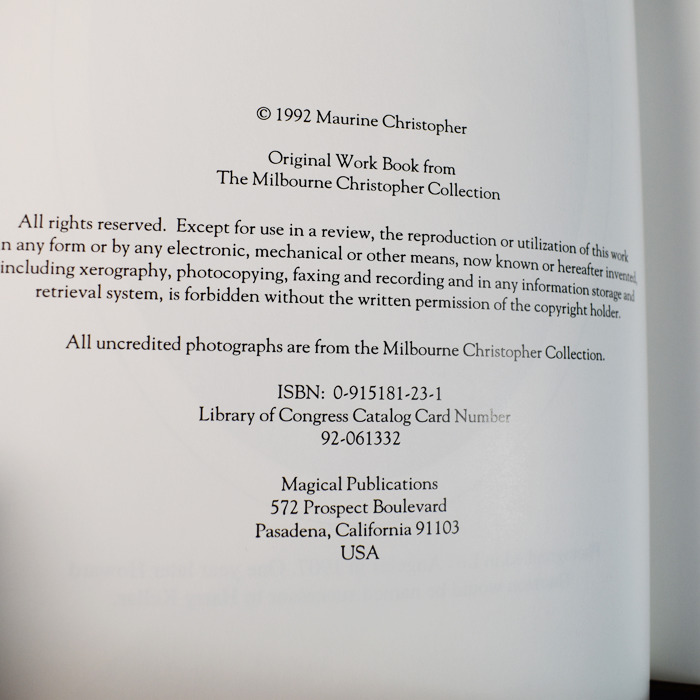 © 1992 Maurine Christopher
Original Work Book from
The Milbourne Christopher Collection
All rights reserved. Except for use in a review, the reproduction or utilization of this work
n any form or by any electronic, mechanical or other means, now known or hereafter invented,
including xerography, photocopying, faxing and recording and in any information storage and
retrieval system, is forbidden without the written permission of the copyright holder.
All uncredited photographs are from the Milbourne Christopher Collection.
ISBN: 0-915181-23-1
Library of Congress Catalog Card Number
92-061332
Magical Publications
572 Prospect Boulevard
Pasadena, California 91103
USA